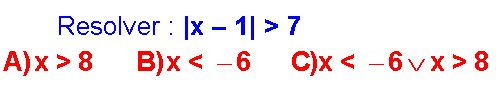 Resolver : |x – 1| > 7
A) x > 8 B) x < – 6 C) x < – 6 ∨ x > 8